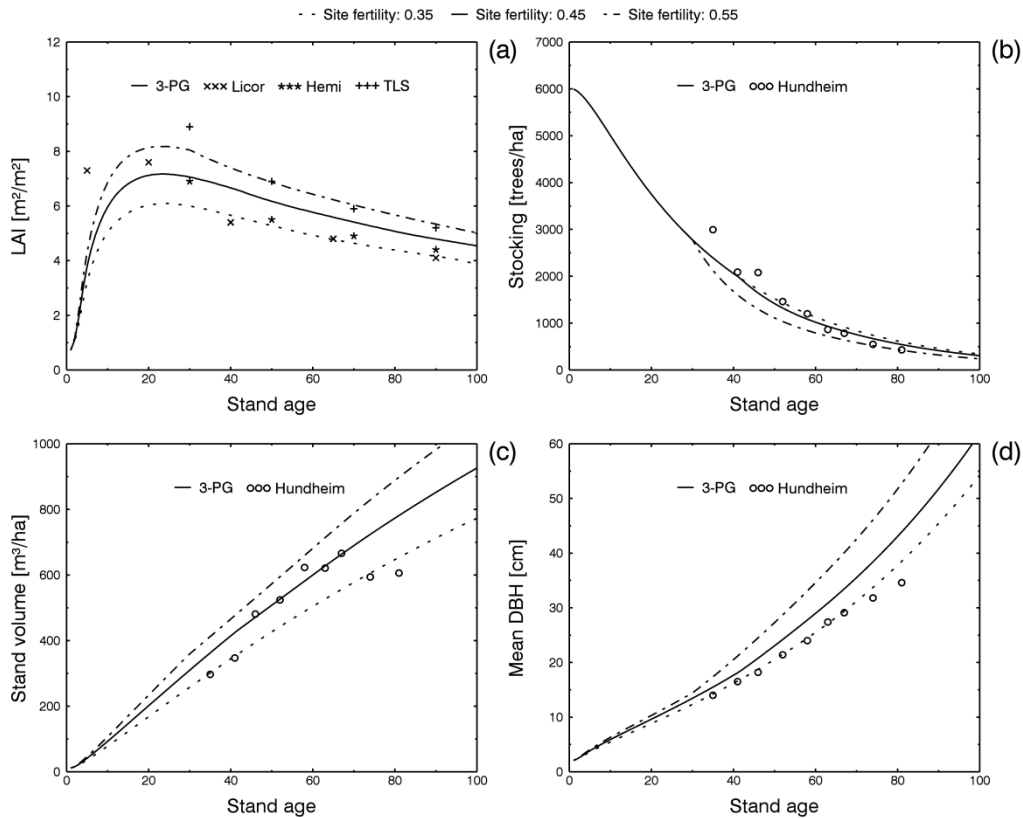 Site fertility: 0.35 Site fertility: 0.45 Site fertility: 0.55
(a)
12
10
8
6
4
2
0
LAI [m²/m²]
3-PG ××× Licor *** Hemi +++ TLS
0 20 40 60 80 100
Stand age
(b)
7000
6000
5000
4000
3000
2000
1000
0
Stocking [trees/ha]
3-PG Hundheim
0 20 40 60 80 100
Stand age
(c)
1000
800
600
400
200
0
Stand volume [m³/ha]
3-PG Hundheim
0 20 40 60 80 100
Stand age
(d)
60
50
40
30
20
10
0
Mean DBH [cm]
3-PG Hundheim
0 20 40 60 80 100
Stand age